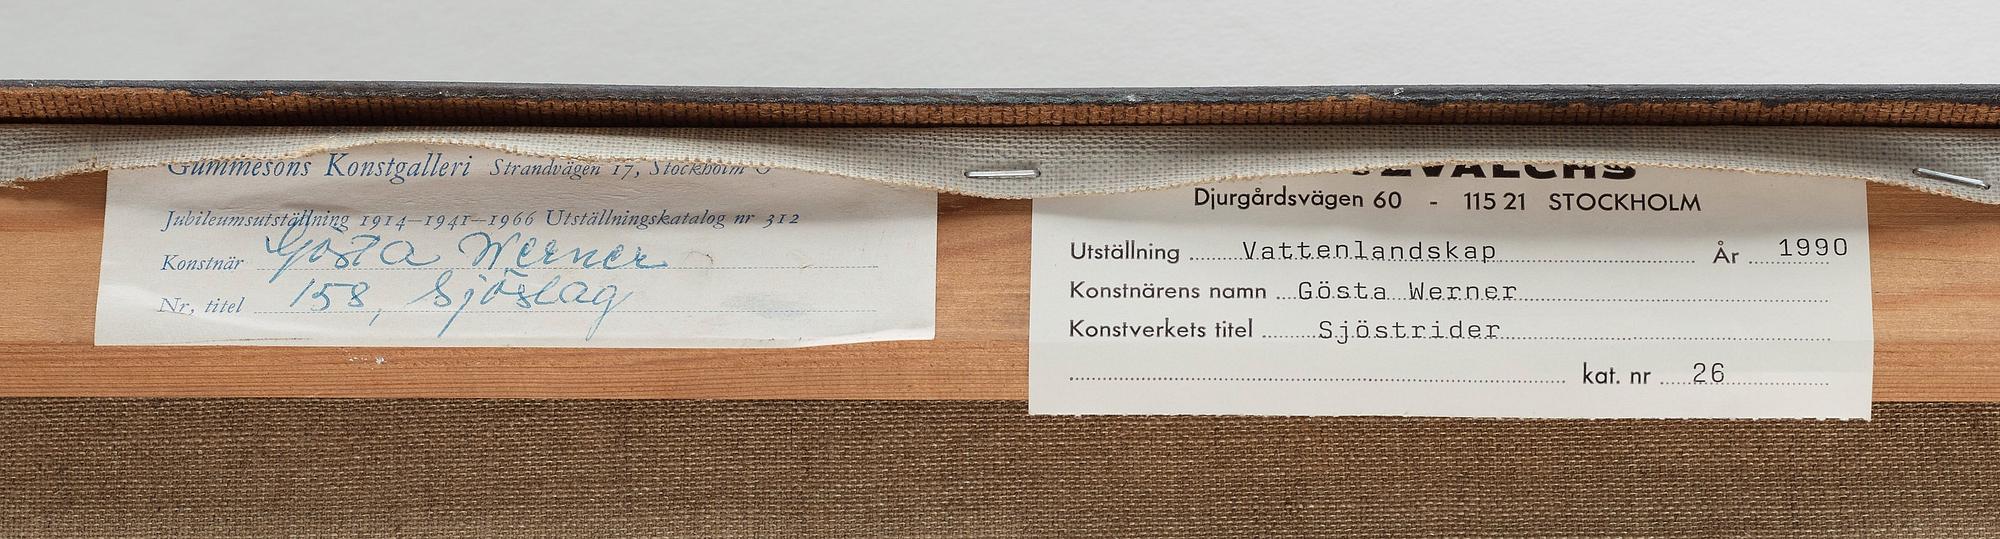 Gummesons Konstgalleri Strandvägen 17, Stockholm Ö
Jubileumsutställning 1914–1941–1966 Utställningskatalog nr 312
Konstnär Gösta Werner
Nr, titel 158, Sjöslag
Djurgårdsvägen 60 - 115 21 STOCKHOLM
Utställning Vattenlandskap År 1990
Konstnärens namn Gösta Werner
Konstverkets titel Sjöstrider
kat. nr 26